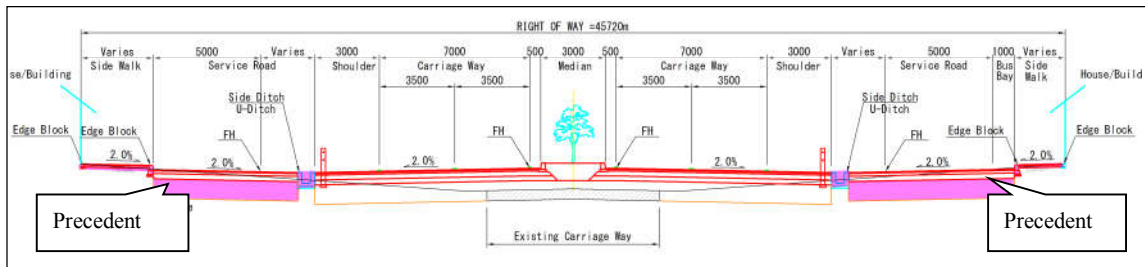 RIGHT OF WAY =45720m
Varies 5000 Varies 3000 7000 500 3000 500 7000 3000 Varies 5000 1000 Varies
Side Walk Service Road Shoulder Carriage Way Median Carriage Way Shoulder Service Road Bus Bay Side Walk
3500 3500 3500 3500
se/Building House/Build
Side Ditch
U-Ditch
Side Ditch
U-Ditch
Edge Block Edge Block FH FH FH FH Edge Block Edge Block
2.0% 2.0% 2.0% 2.0% 2.0% 2.0%
Precedent Precedent
Existing Carriage Way